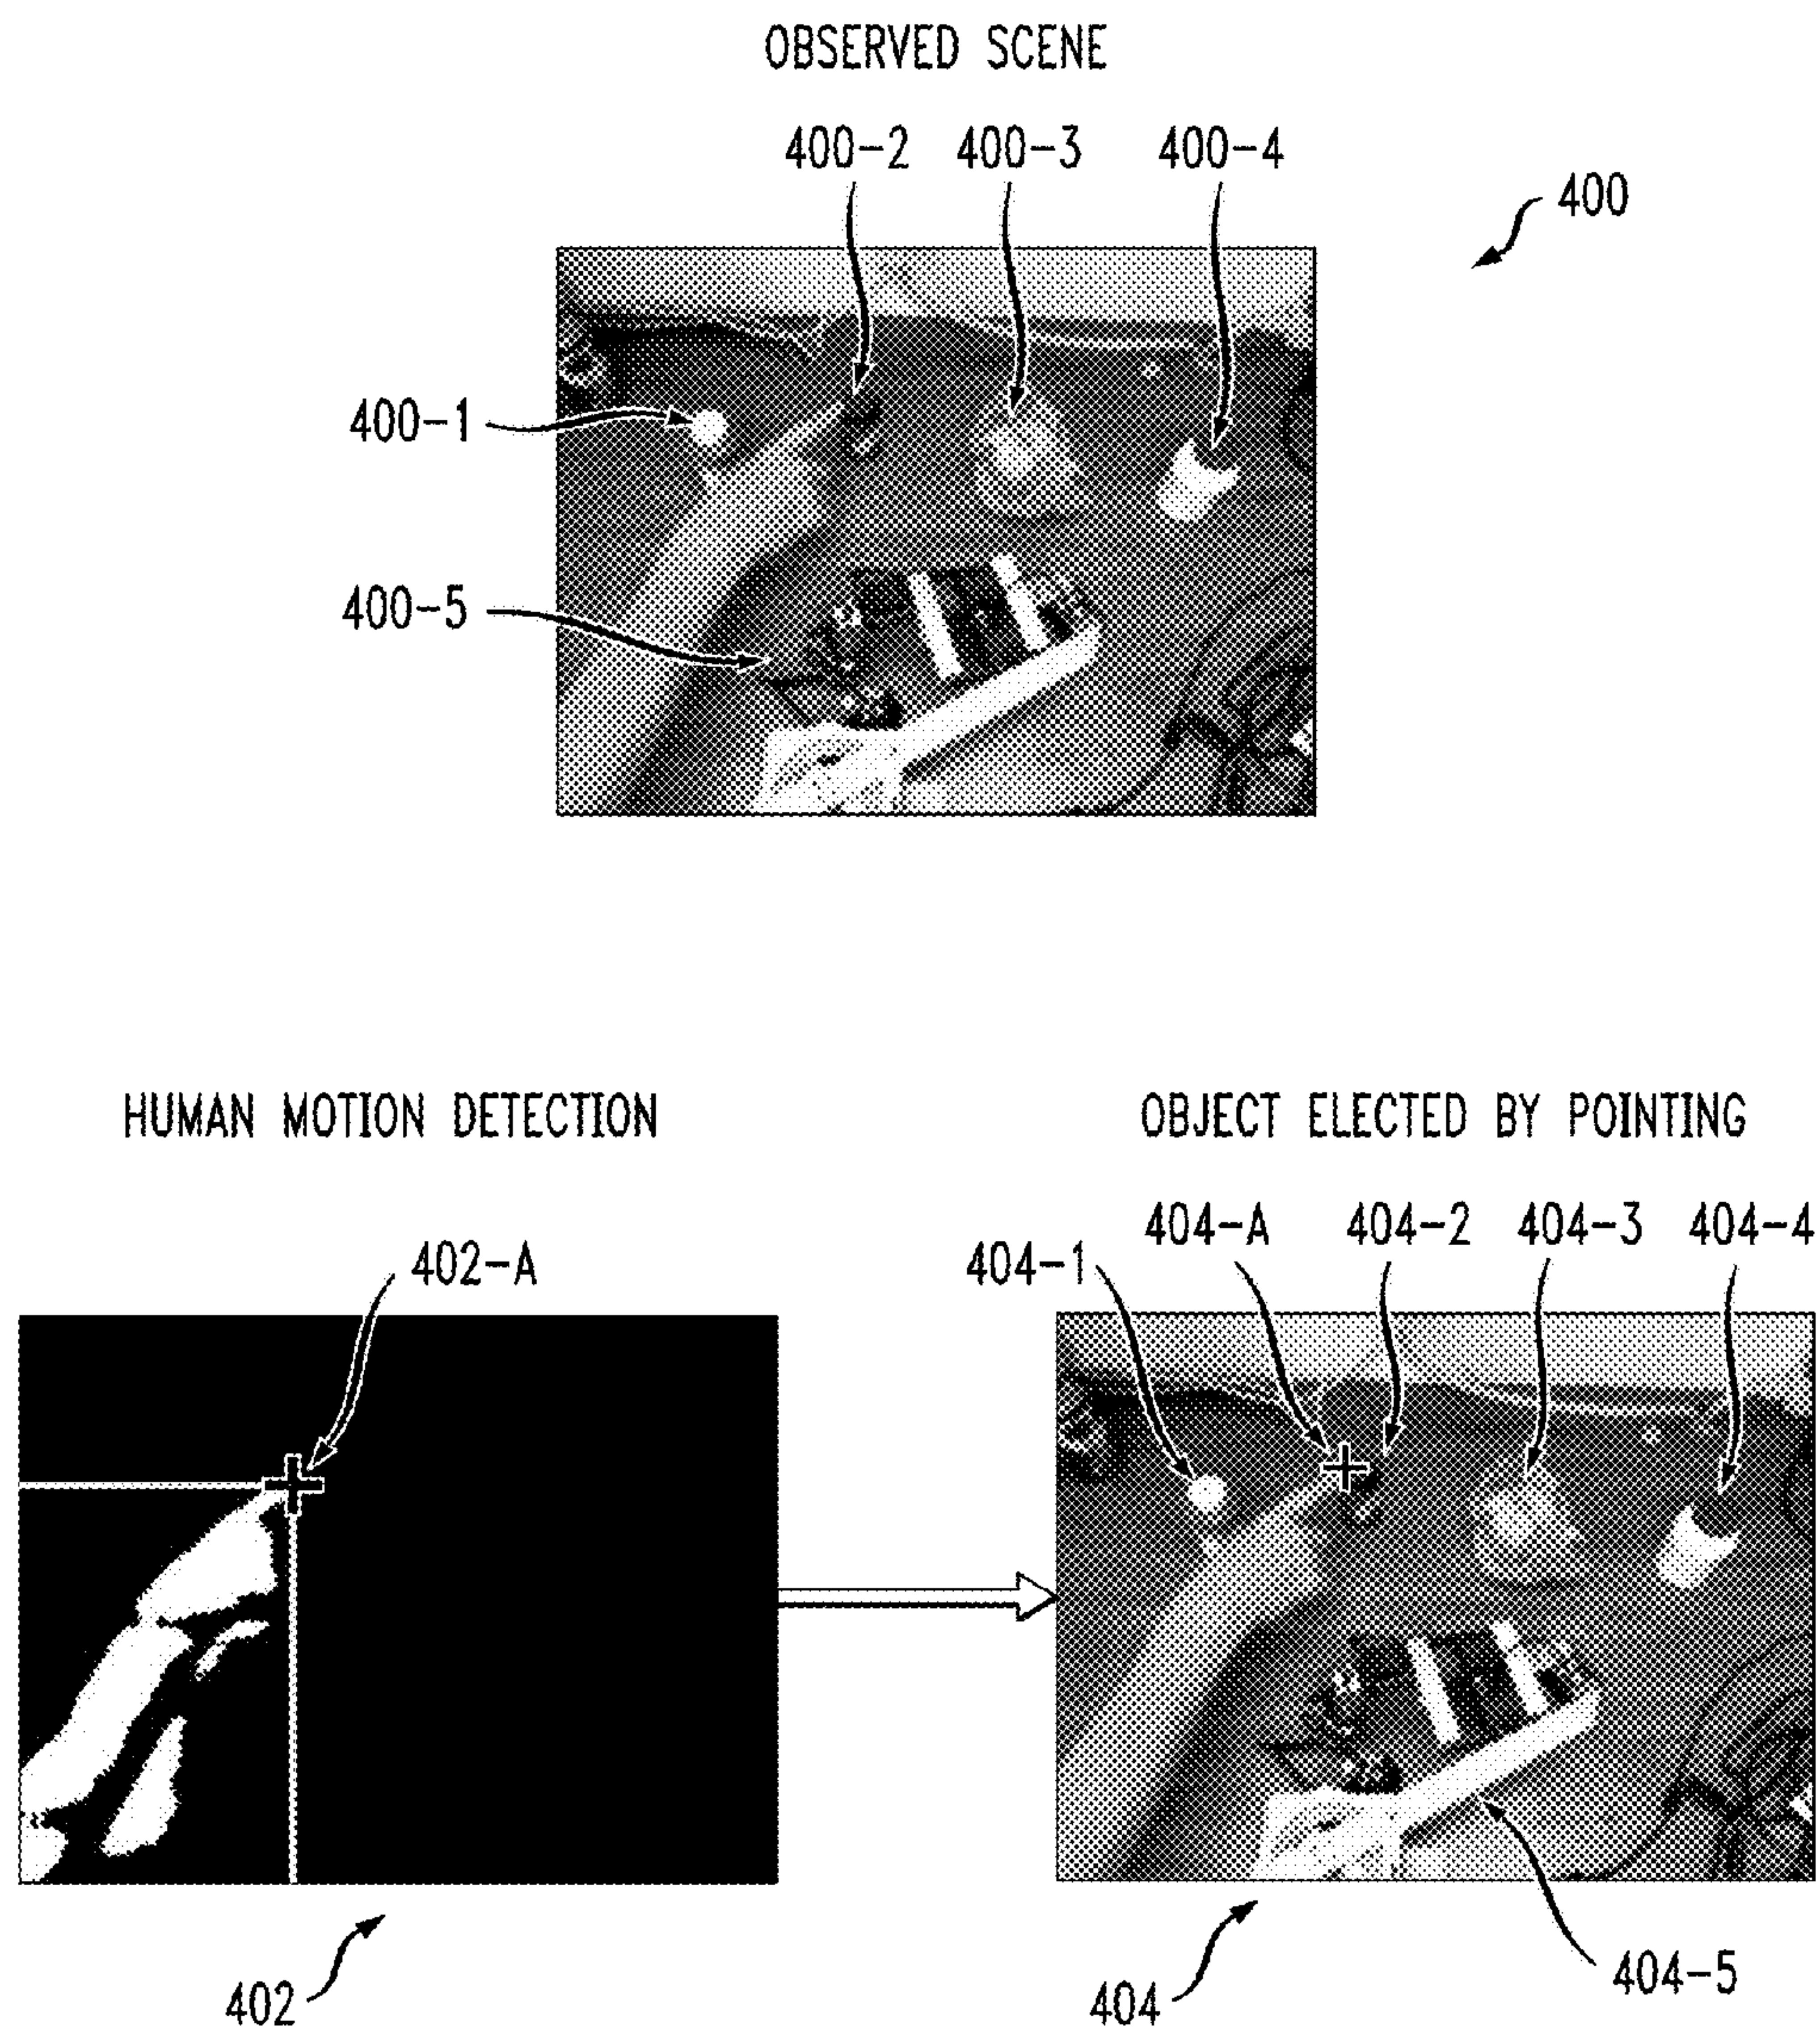 OBSERVED SCENE
400-2 400-3 400-4
400
400-1
400-5
HUMAN MOTION DETECTION
OBJECT ELECTED BY POINTING
402-A
404-1 404-A 404-2 404-3 404-4
402
404
404-5